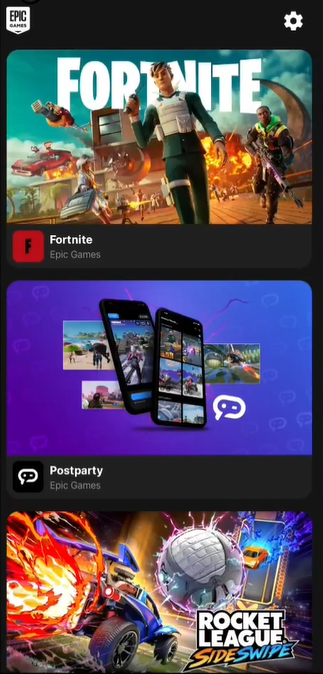 EPIC
GAMES
FORTNITE
F
Fortnite
Epic Games
Postparty
Epic Games
ROCKET
LEAGUE
SIDESWIPE